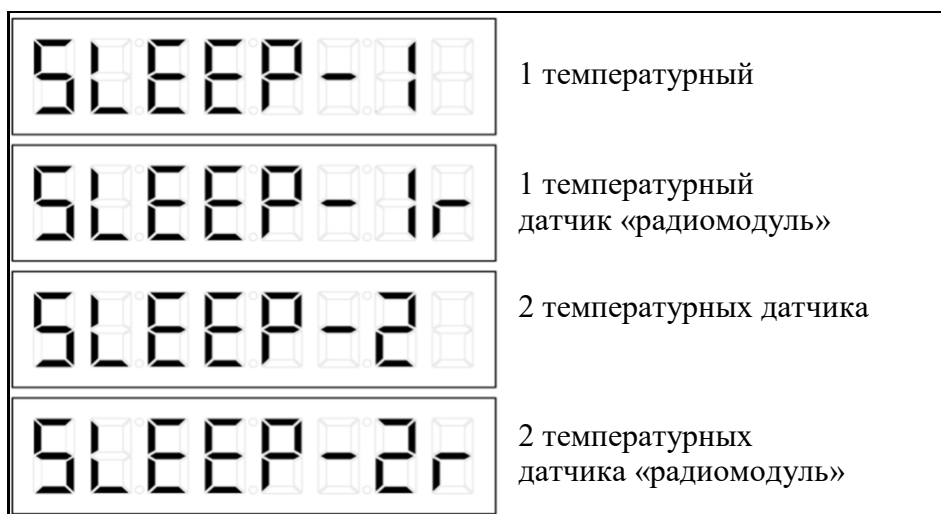 SLEEP-1
1 температурный
SLEEP-1r
1 температурный
датчик «радиомодуль»
SLEEP-2
2 температурных датчика
SLEEP-2r
2 температурных
датчика «радиомодуль»